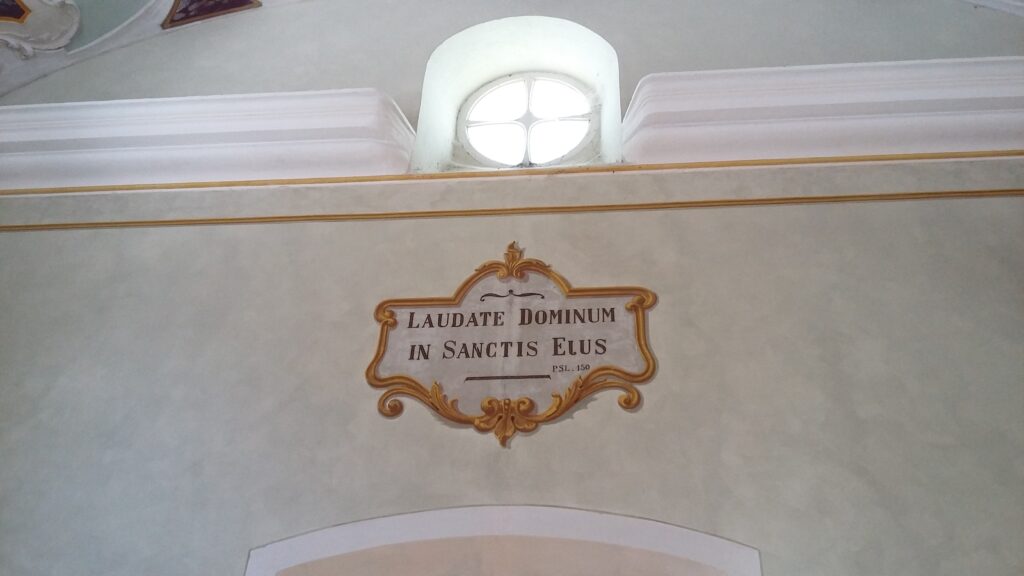 LAUDATE DOMINUM
IN SANCTIS EIUS
PSL. 150